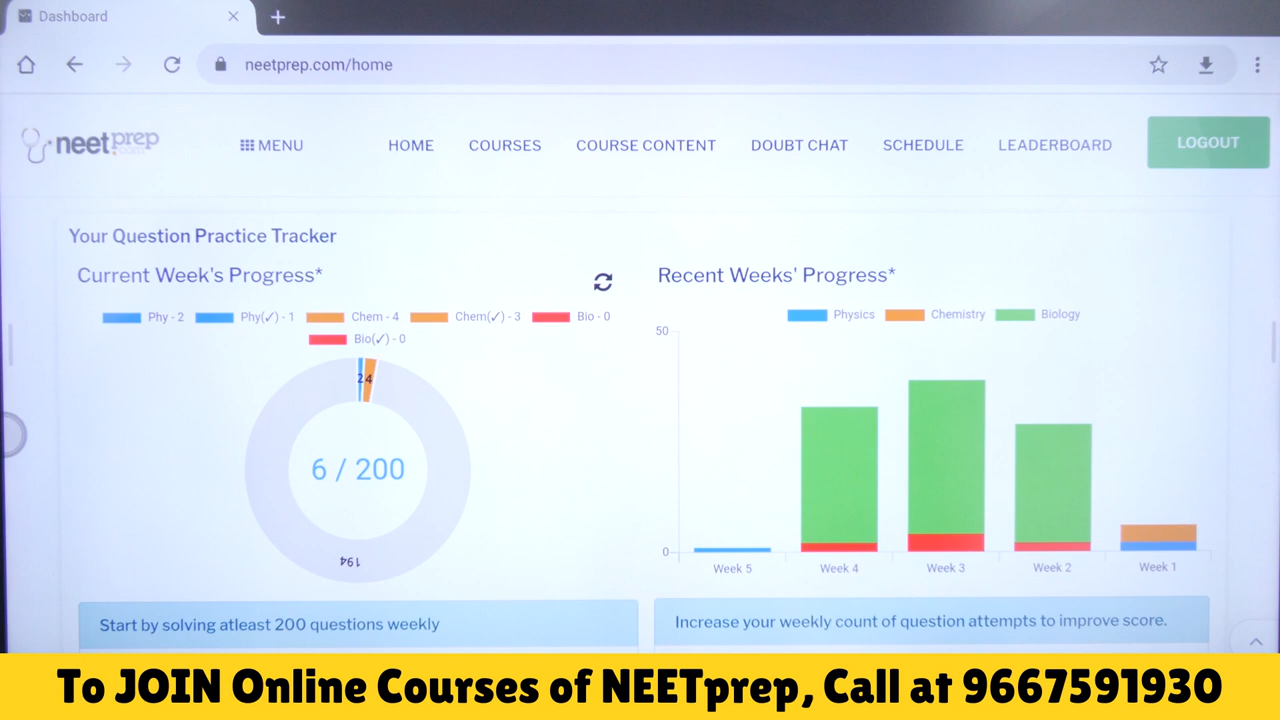 Dashboard
neetprep.com/home
neetprep
.com
MENU
HOME
COURSES
COURSE CONTENT
DOUBT CHAT
SCHEDULE
LEADERBOARD
LOGOUT
Your Question Practice Tracker
Current Week's Progress*
Phy - 2 Phy(✓) - 1 Chem - 4 Chem(✓) - 3 Bio - 0
Bio(✓) - 0
24
6 / 200
194
Start by solving atleast 200 questions weekly
Recent Weeks' Progress*
Physics Chemistry Biology
50
0
Week 5 Week 4 Week 3 Week 2 Week 1
Increase your weekly count of question attempts to improve score.
To JOIN Online Courses of NEETprep, Call at 9667591930